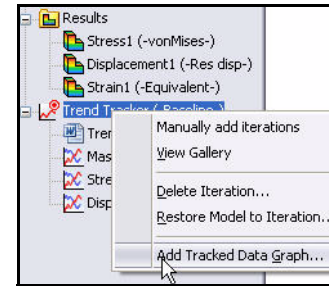 Results
Stress1 (-vonMises-)
Displacement1 (-Res disp-)
Strain1 (-Equivalent-)
Trend Tracker (-Baseline-)
Manually add iterations
View Gallery
Delete Iteration...
Restore Model to Iteration..
Add Tracked Data Graph...